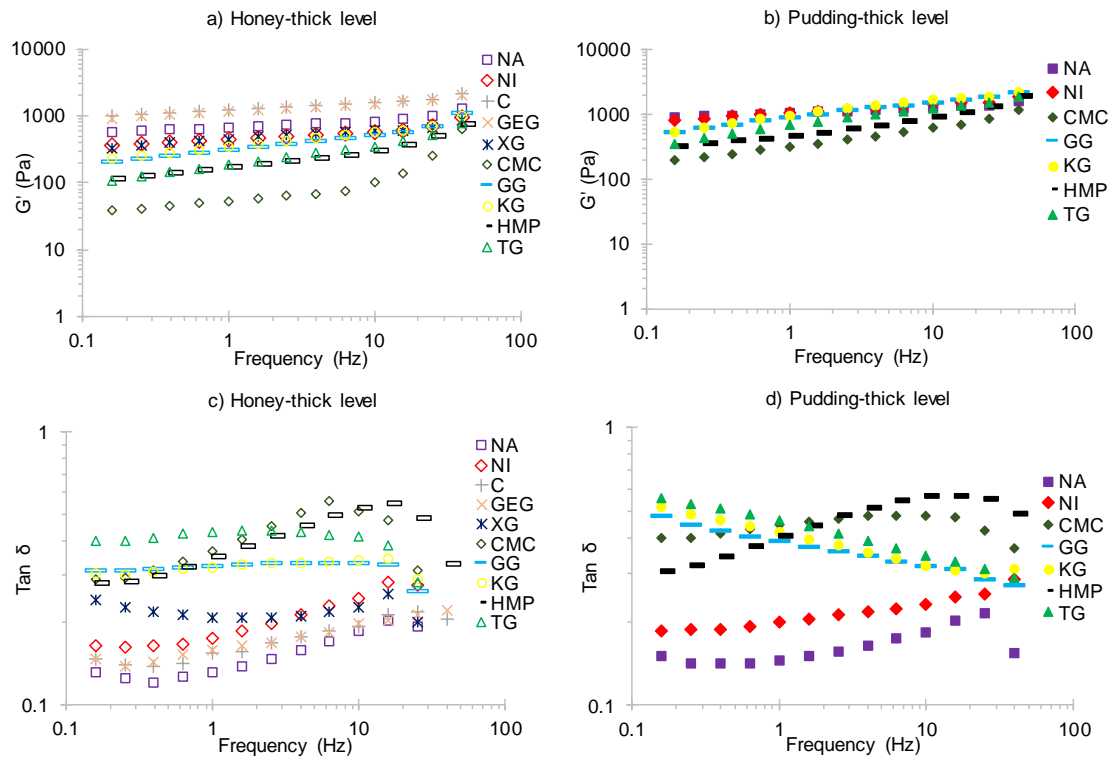 a) Honey-thick level
G' (Pa)
10000
1000
100
10
1
0.1
1
10
100
Frequency (Hz)
NA
NI
C
GEG
XG
CMC
GG
KG
HMP
TG
b) Pudding-thick level
G' (Pa)
10000
1000
100
10
1
0.1
1
10
100
Frequency (Hz)
NA
NI
CMC
GG
KG
HMP
TG
c) Honey-thick level
Tan δ
1
0.1
0.1
1
10
100
Frequency (Hz)
NA
NI
C
GEG
XG
CMC
GG
KG
HMP
TG
d) Pudding-thick level
Tan δ
1
0.1
0.1
1
10
100
Frequency (Hz)
NA
NI
CMC
GG
KG
HMP
TG